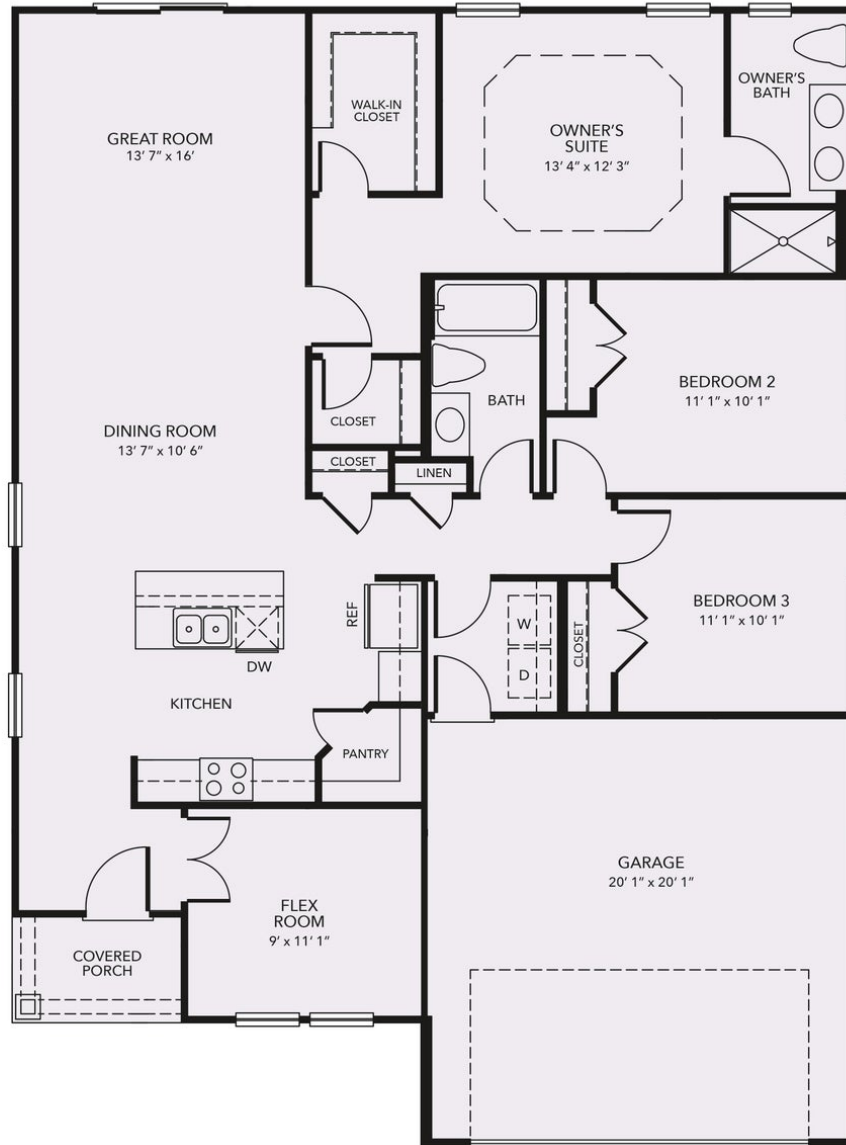 GREAT ROOM
13' 7" x 16'
WALK-IN
CLOSET
OWNER'S
SUITE
13' 4" x 12' 3"
OWNER'S
BATH
DINING ROOM
13' 7" x 10' 6"
CLOSET
CLOSET
LINEN
BATH
BEDROOM 2
11' 1" x 10' 1"
BEDROOM 3
11' 1" x 10' 1"
CLOSET
W
D
REF
DW
KITCHEN
PANTRY
FLEX
ROOM
9' x 11' 1"
COVERED
PORCH
GARAGE
20' 1" x 20' 1"